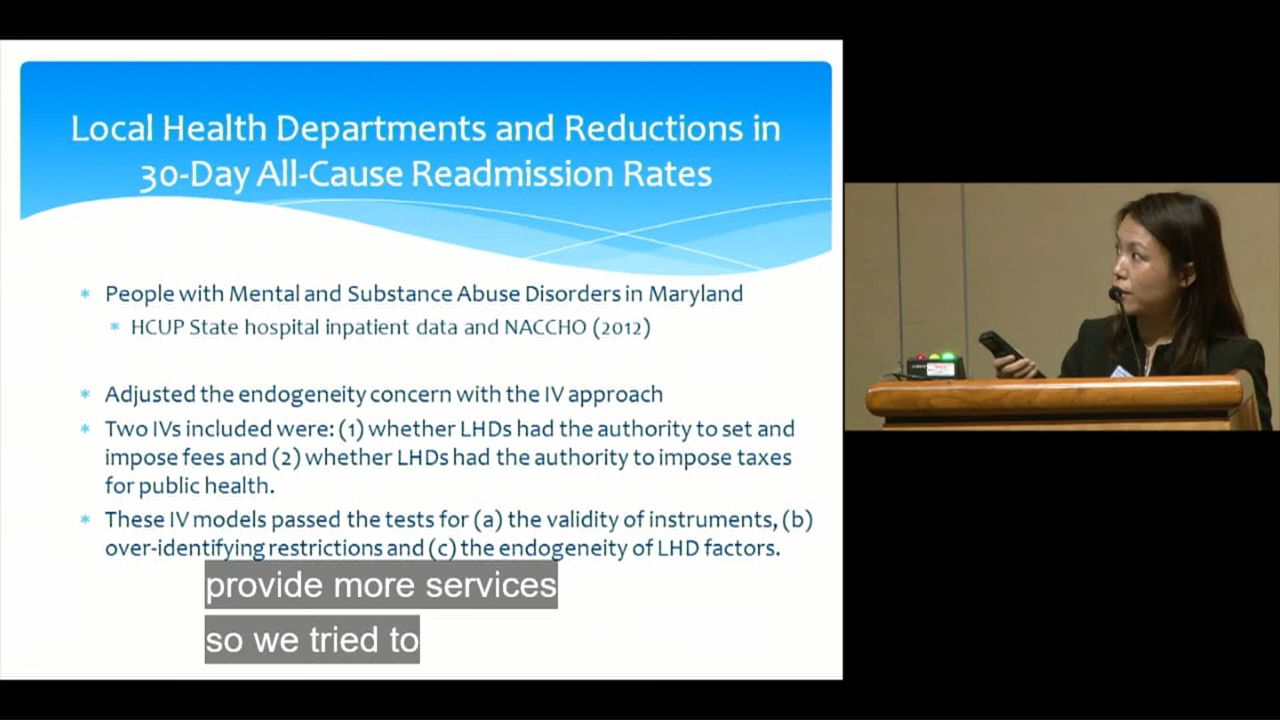 Local Health Departments and Reductions in
30-Day All-Cause Readmission Rates
* People with Mental and Substance Abuse Disorders in Maryland
* HCUP State hospital inpatient data and NACCHO (2012)
* Adjusted the endogeneity concern with the IV approach
* Two IVs included were: (1) whether LHDs had the authority to set and
impose fees and (2) whether LHDs had the authority to impose taxes
for public health.
* These IV models passed the tests for (a) the validity of instruments, (b)
over-identifying restrictions and (c) the endogeneity of LHD factors.
provide more services
so we tried to